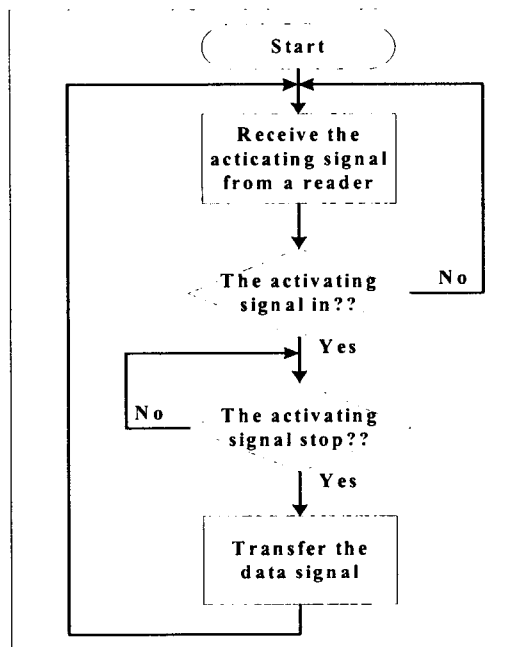 Start
Receive the
acticating signal
from a reader
The activating
signal in??
No
Yes
No
The activating
signal stop??
Yes
Transfer the
data signal